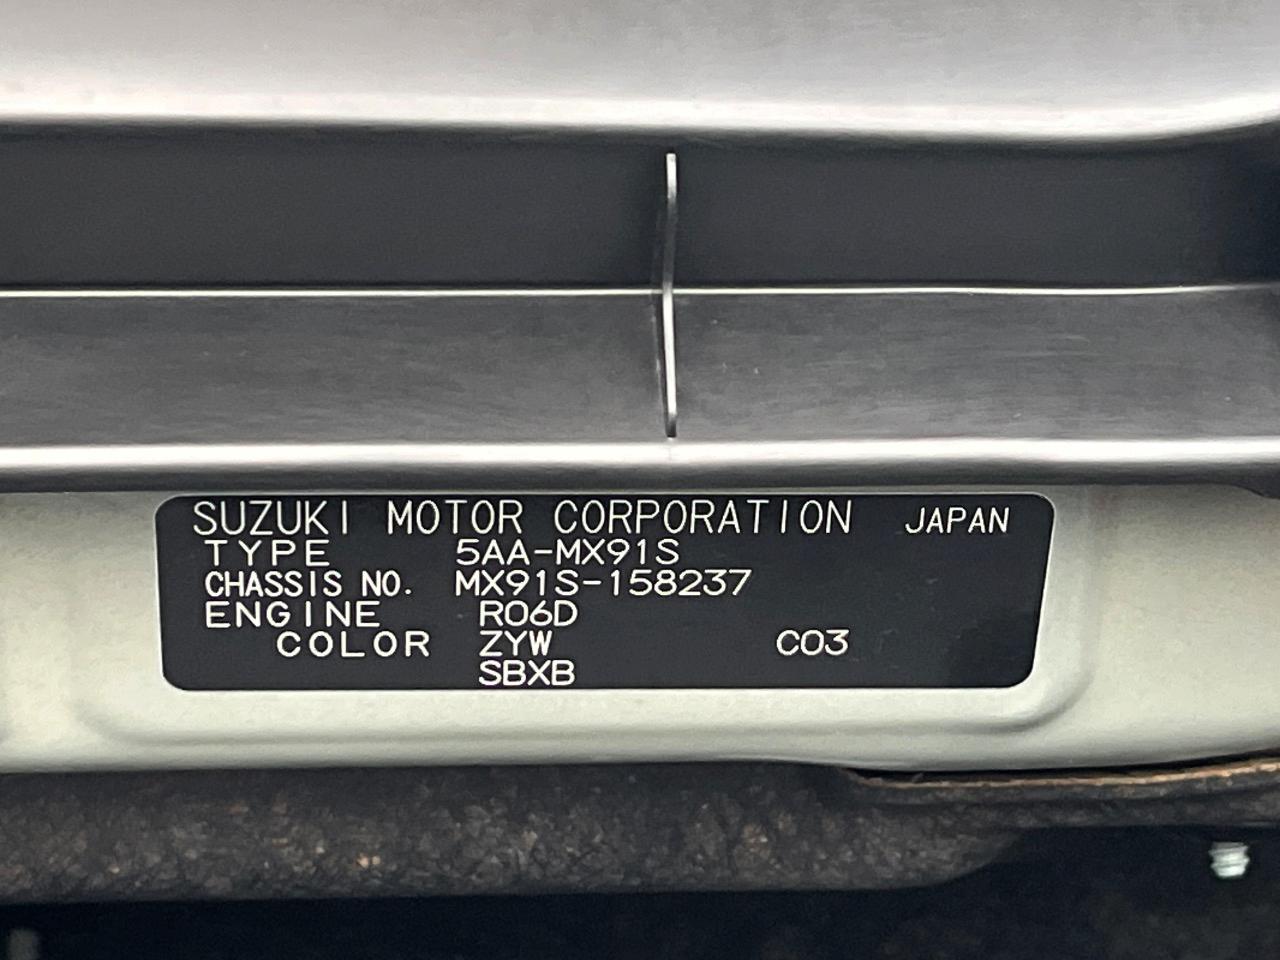 SUZUKI MOTOR CORPORATION JAPAN
TYPE 5AA-MX91S
CHASSIS NO. MX91S-158237
ENGINE R06D
COLOR ZYW C03
SBXB